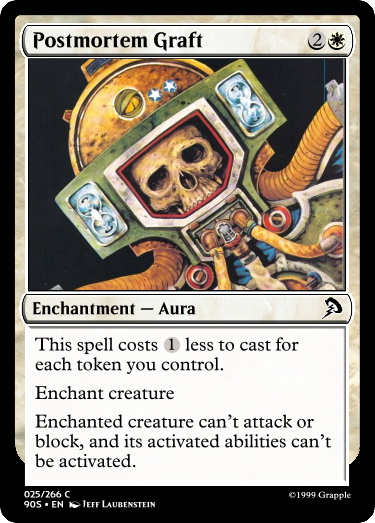 Postmortem Graft 2
Enchantment — Aura
This spell costs 1 less to cast for
each token you control.
Enchant creature
Enchanted creature can't attack or
block, and its activated abilities can't
be activated.
025/266 C
90S • EN Jeff Laubenstein
©1999 Grapple